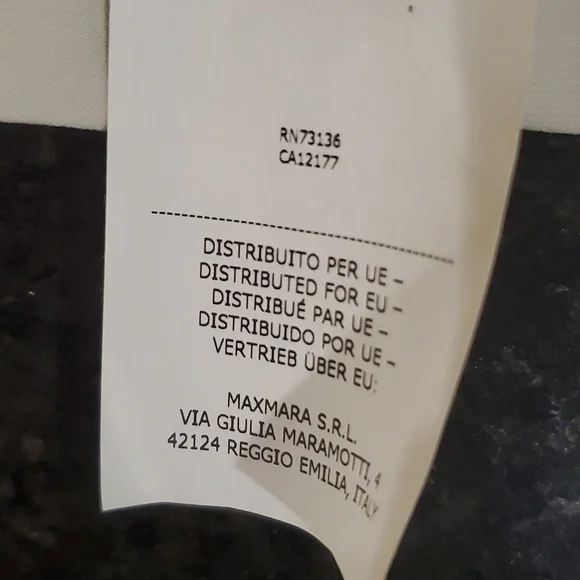 RN73136
CA12177
DISTRIBUITO PER UE –
DISTRIBUTED FOR EU –
DISTRIBUÉ PAR UE –
DISTRIBUIDO POR UE –
VERTRIEB ÜBER EU:
MAXMARA S.R.L.
VIA GIULIA MARAMOTTI, 4
42124 REGGIO EMILIA, ITALY